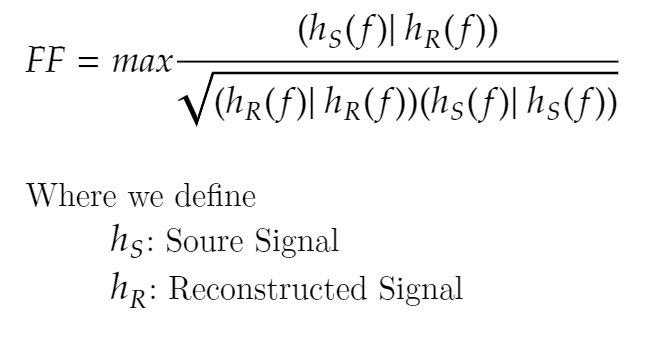 FF = max (h_S(f)| h_R(f)) / √(h_R(f)| h_R(f))(h_S(f)| h_S(f))
Where we define
h_S: Soure Signal
h_R: Reconstructed Signal